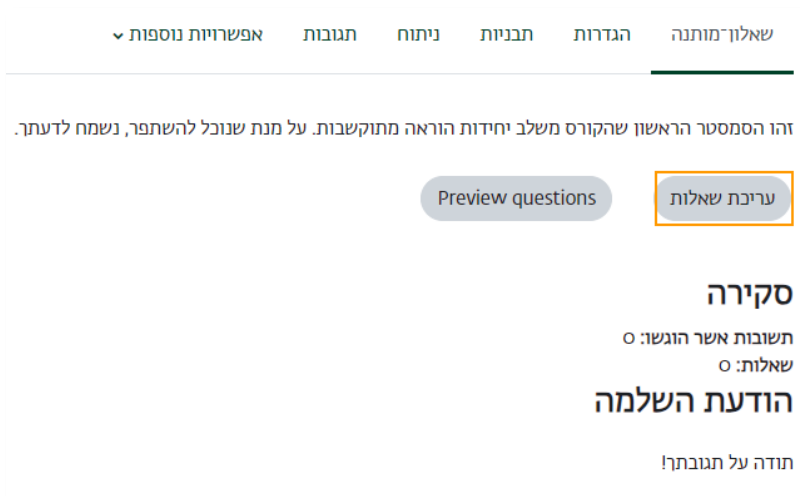 שאלון־מותנה הגדרות תבניות ניתוח תגובות אפשרויות נוספות
זהו הסמסטר הראשון שהקורס משלב יחידות הוראה מתוקשבות. על מנת שנוכל להשתפר, נשמח לדעתך.
עריכת שאלות Preview questions
סקירה
תשובות אשר הוגשו: 0
שאלות: 0
הודעת השלמה
תודה על תגובתך!